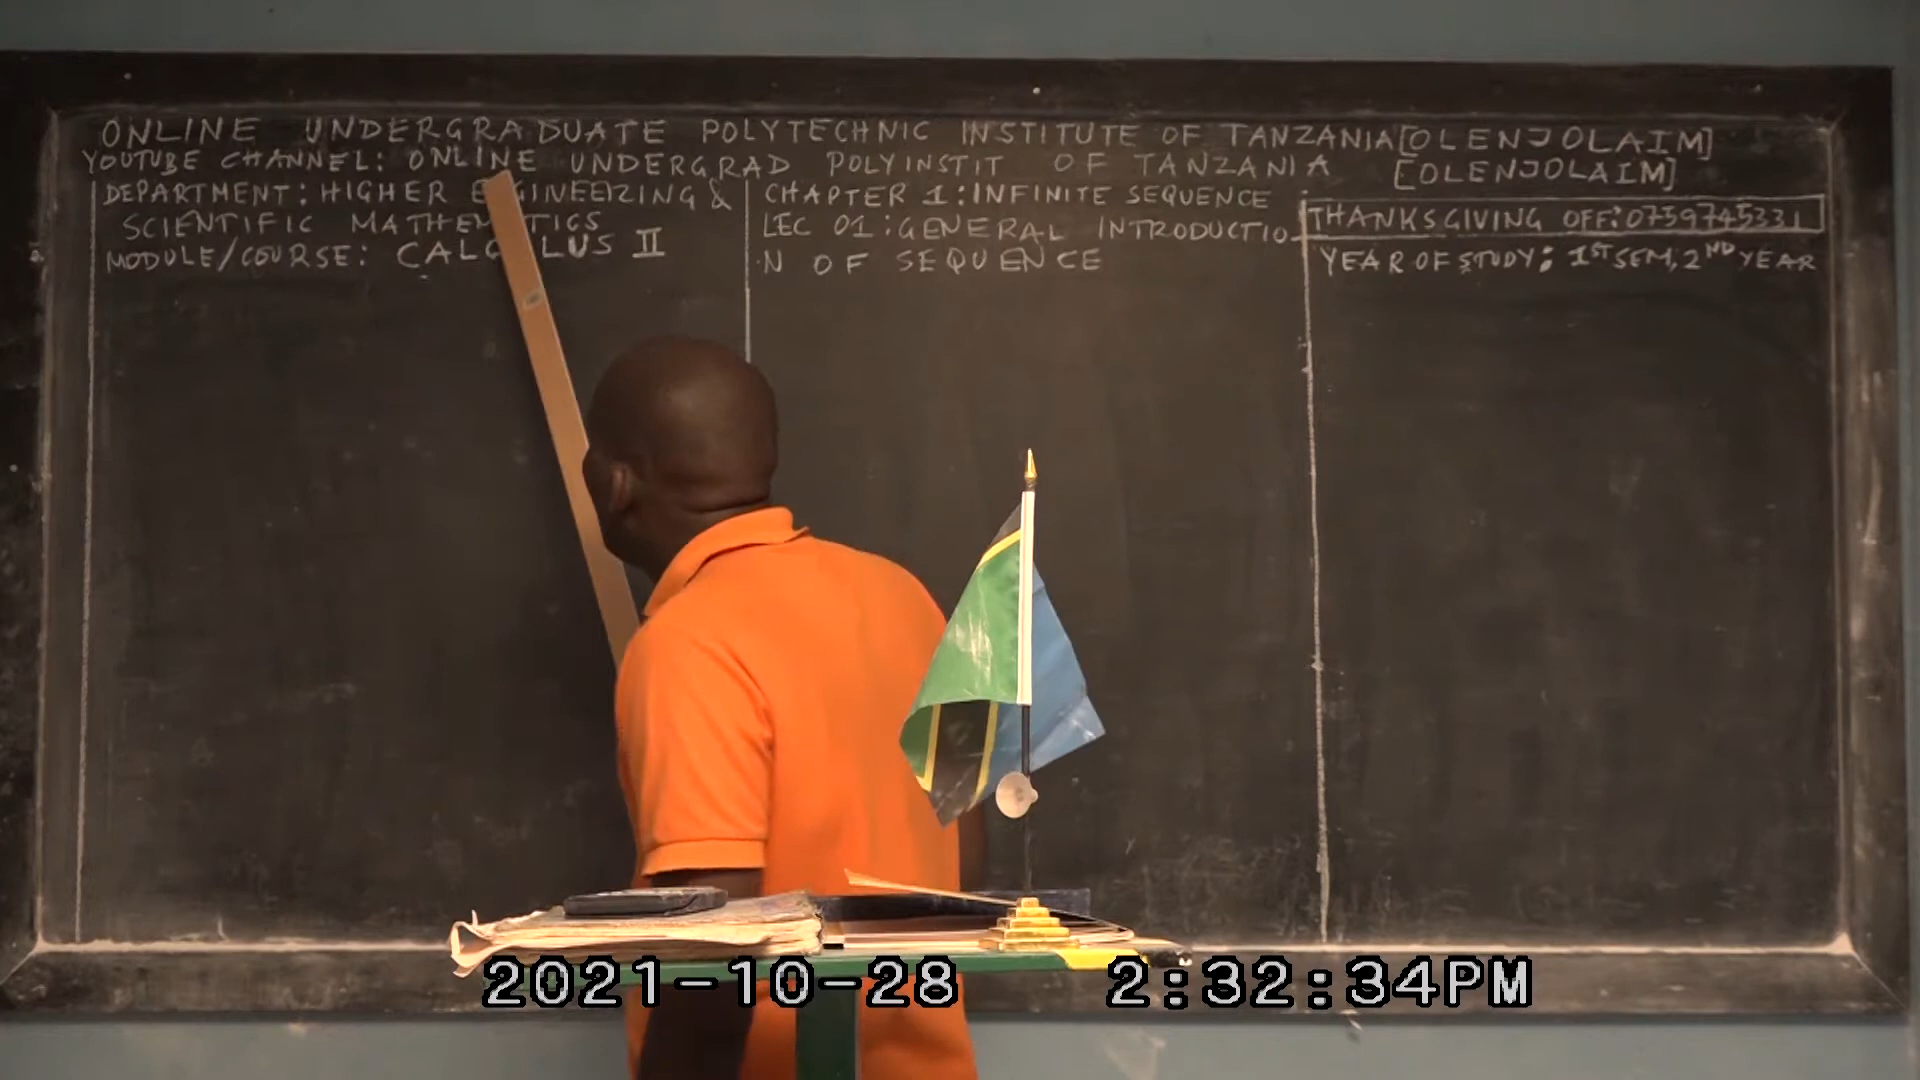 ONLINE UNDERGRADUATE POLYTECHNIC INSTITUTE OF TANZANIA[OLENJOLAIM]
YOUTUBE CHANNEL: ONLINE UNDERGRAD POLYINSTIT OF TANZANIA [OLENJOLAIM]
DEPARTMENT: HIGHER &
SCIENTIFIC
MODULE/COURSE: II
CHAPTER 1: INFINITE SEQUENCE
LEC 01: GENERAL INTRODUCTIO
N OF SEQUENCE
THANKSGIVING OFF: 0759745331
YEAR OF STUDY: 1ST SEM, 2ND YEAR
2021-10-28 2:32:34PM